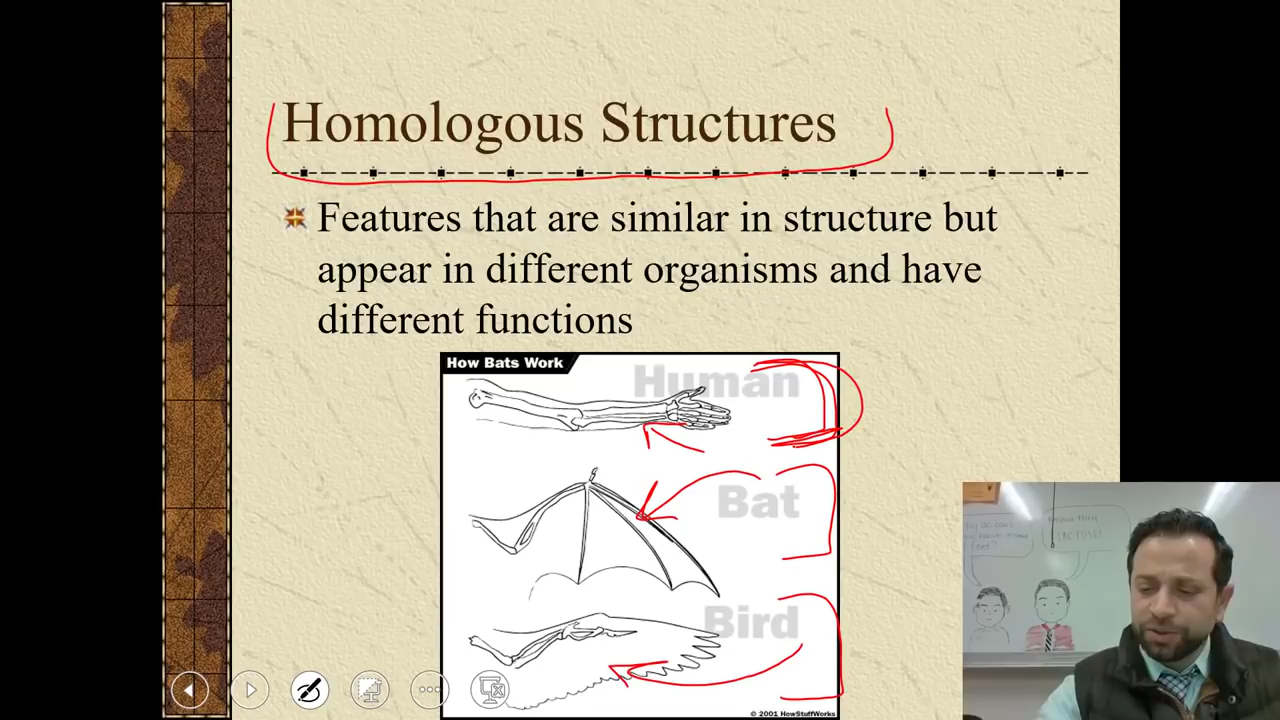 Homologous Structures
Features that are similar in structure but
appear in different organisms and have
different functions
How Bats Work
Human
Bat
Bird
© 2001 HowStuffWorks
LACTOSE!